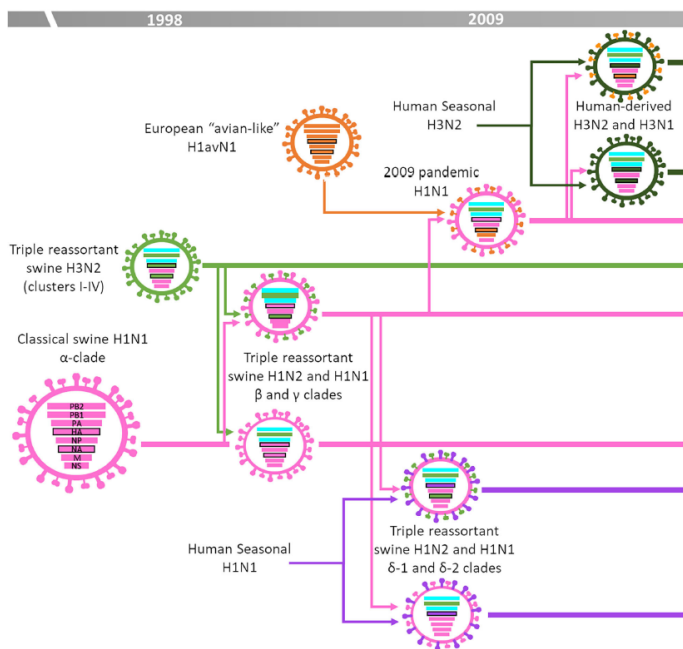 1998
2009
Human Seasonal
H3N2
Human-derived
H3N2 and H3N1
European “avian-like”
H1avN1
2009 pandemic
H1N1
Triple reassortant
swine H3N2
(clusters I-IV)
Classical swine H1N1
α-clade
Triple reassortant
swine H1N2 and H1N1
β and γ clades
PB2
PB1
PA
HA
NP
NA
M
NS
Human Seasonal
H1N1
Triple reassortant
swine H1N2 and H1N1
δ-1 and δ-2 clades